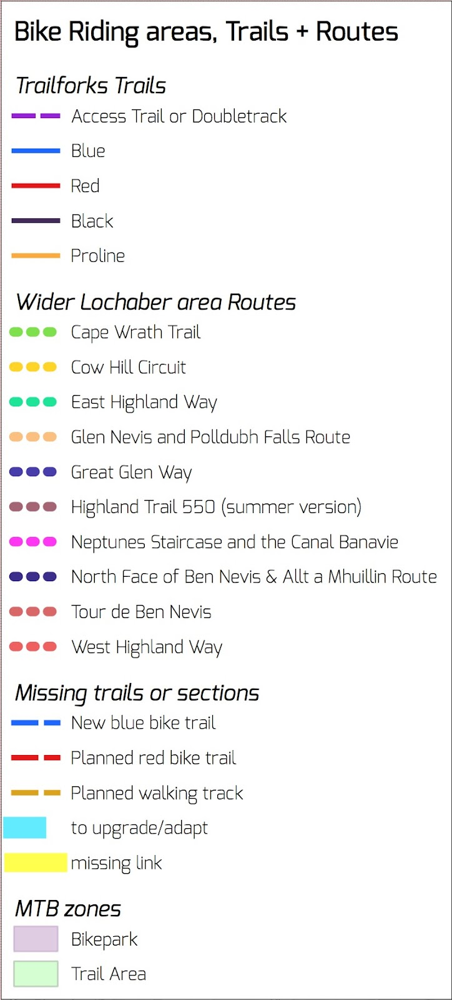 Bike Riding areas, Trails + Routes
Trailforks Trails
Access Trail or Doubletrack
Blue
Red
Black
Proline
Wider Lochaber area Routes
Cape Wrath Trail
Cow Hill Circuit
East Highland Way
Glen Nevis and Polldubh Falls Route
Great Glen Way
Highland Trail 550 (summer version)
Neptunes Staircase and the Canal Banavie
North Face of Ben Nevis & Allt a Mhuillin Route
Tour de Ben Nevis
West Highland Way
Missing trails or sections
New blue bike trail
Planned red bike trail
Planned walking track
to upgrade/adapt
missing link
MTB zones
Bikepark
Trail Area